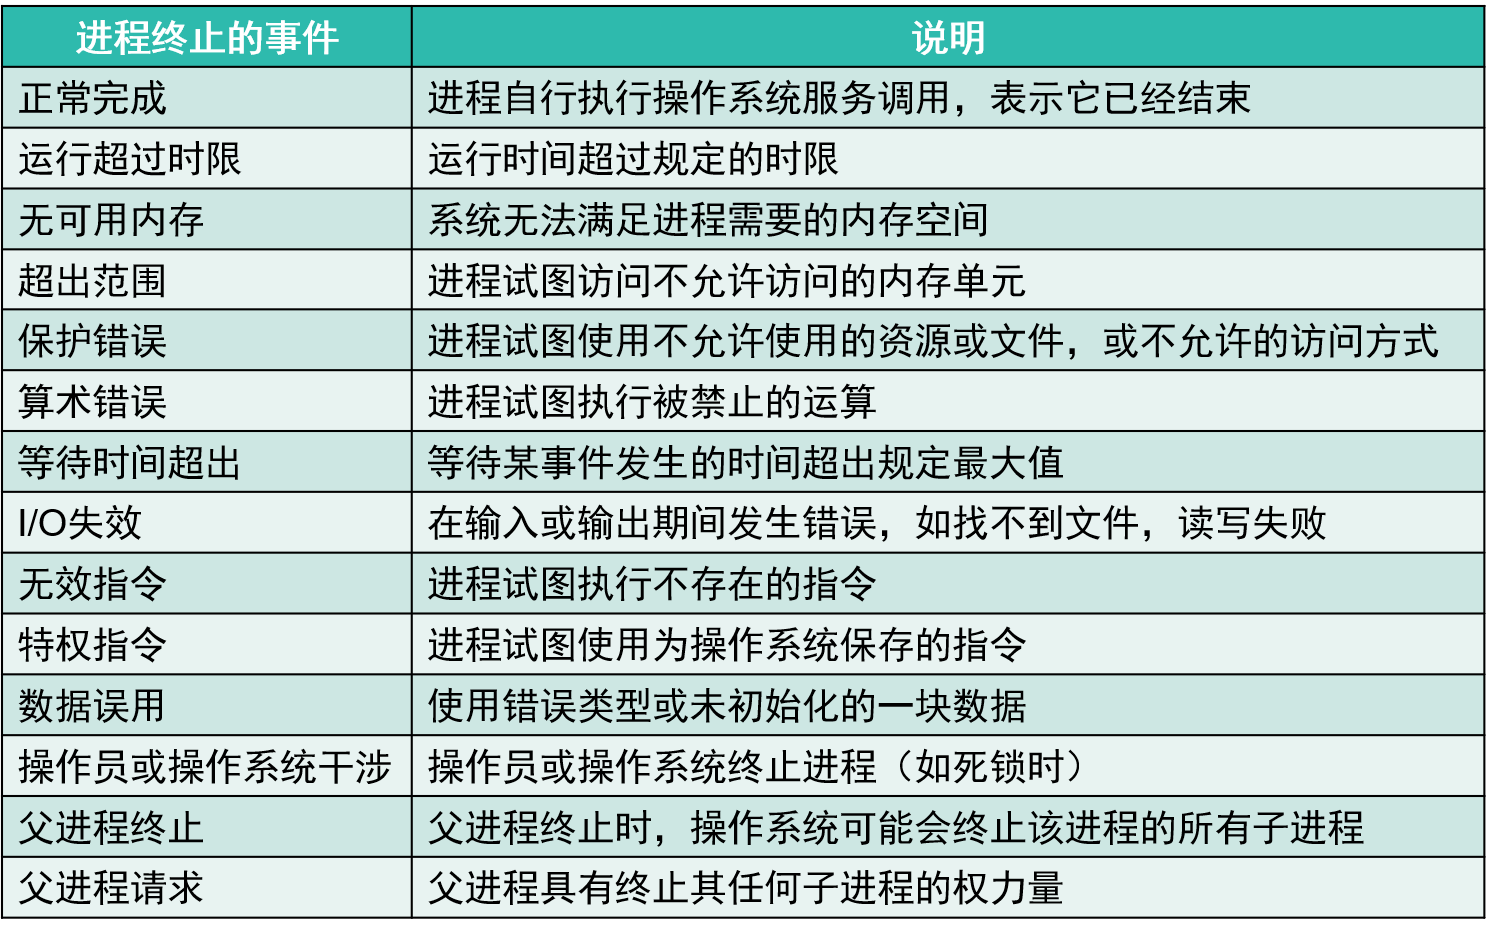 进程终止的事件 说明
正常完成 进程自行执行操作系统服务调用，表示它已经结束
运行超过时限 运行时间超过规定的时限
无可用内存 系统无法满足进程需要的内存空间
超出范围 进程试图访问不允许访问的内存单元
保护错误 进程试图使用不允许使用的资源或文件，或不允许的访问方式
算术错误 进程试图执行被禁止的运算
等待时间超出 等待某事件发生的时间超出规定最大值
I/O失效 在输入或输出期间发生错误，如找不到文件，读写失败
无效指令 进程试图执行不存在的指令
特权指令 进程试图使用为操作系统保存的指令
数据误用 使用错误类型或未初始化的一块数据
操作员或操作系统干涉 操作员或操作系统终止进程（如死锁时）
父进程终止 父进程终止时，操作系统可能会终止该进程的所有子进程
父进程请求 父进程具有终止其任何子进程的权力量